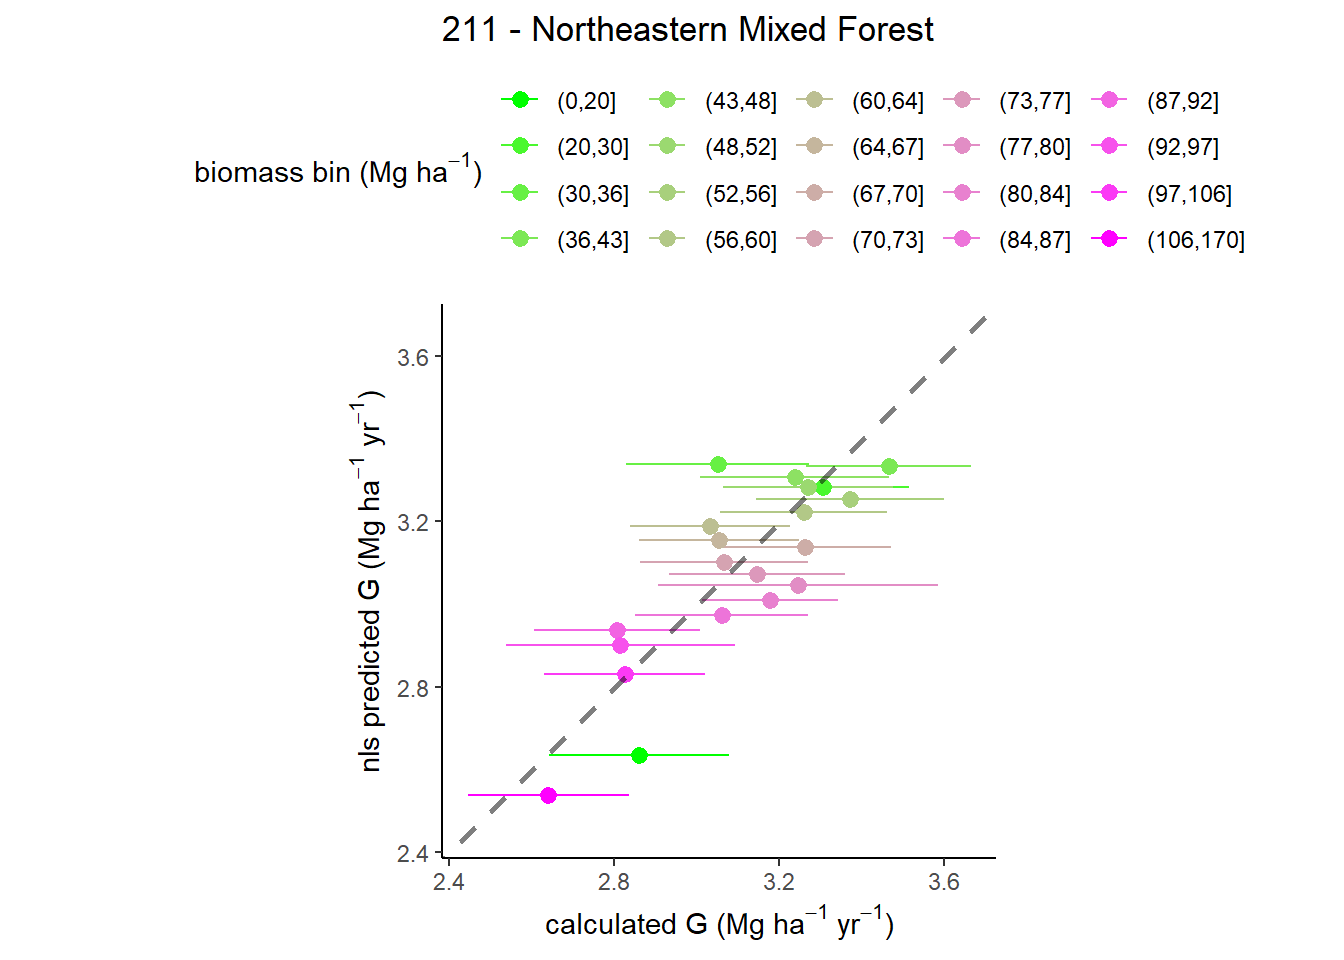 211 - Northeastern Mixed Forest
biomass bin (Mg ha⁻¹)
(0,20] (43,48] (60,64] (73,77] (87,92]
(20,30] (48,52] (64,67] (77,80] (92,97]
(30,36] (52,56] (67,70] (80,84] (97,106]
(36,43] (56,60] (70,73] (84,87] (106,170]
nls predicted G (Mg ha⁻¹ yr⁻¹)
3.6
3.2
2.8
2.4
2.4 2.8 3.2 3.6
calculated G (Mg ha⁻¹ yr⁻¹)